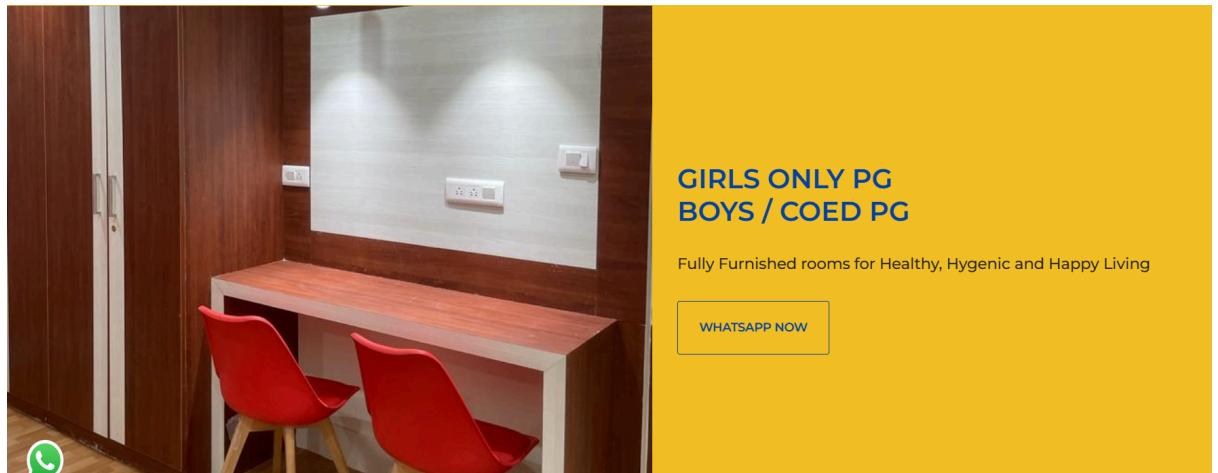 GIRLS ONLY PG
BOYS / COED PG
Fully Furnished rooms for Healthy, Hygenic and Happy Living
WHATSAPP NOW